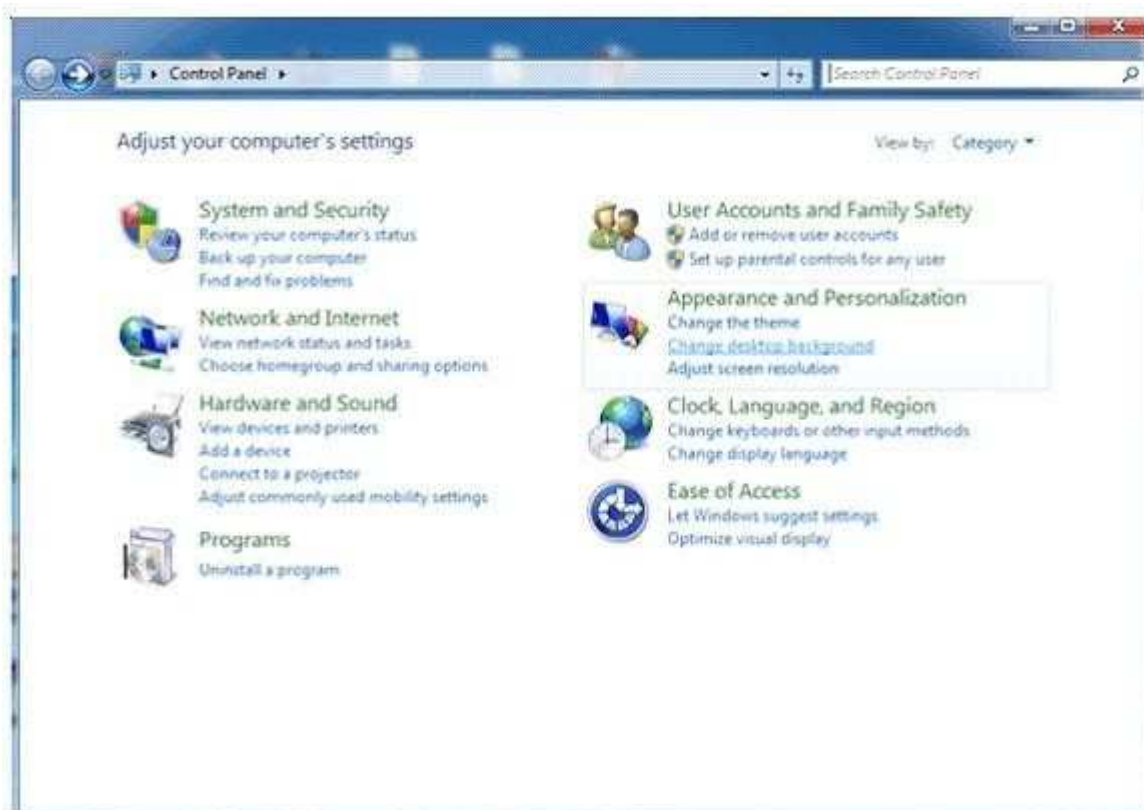 Control Panel
Search Control Panel
Adjust your computer's settings
View by: Category
System and Security
Review your computer's status
Back up your computer
Find and fix problems
Network and Internet
View network status and tasks
Choose homegroup and sharing options
Hardware and Sound
View devices and printers
Add a device
Connect to a projector
Adjust commonly used mobility settings
Programs
Uninstall a program
User Accounts and Family Safety
Add or remove user accounts
Set up parental controls for any user
Appearance and Personalization
Change the theme
Change desktop background
Adjust screen resolution
Clock, Language, and Region
Change keyboards or other input methods
Change display language
Ease of Access
Let Windows suggest settings
Optimize visual display